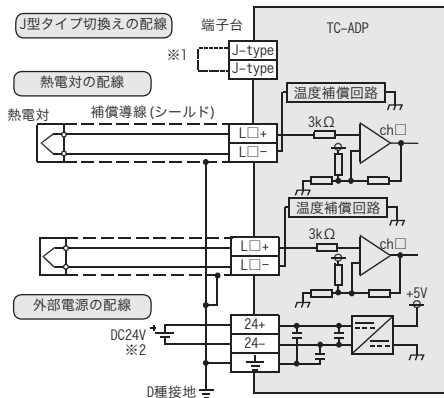 J型タイプ切換えの配線
端子台
TC-ADP
※1
J-type
J-type
熱電対の配線
温度補償回路
熱電対
補償導線(シールド)
3kΩ
L□+
L□-
ch□
温度補償回路
3kΩ
L□+
L□-
ch□
外部電源の配線
+5V
DC24V
※2
24+
24-
D種接地